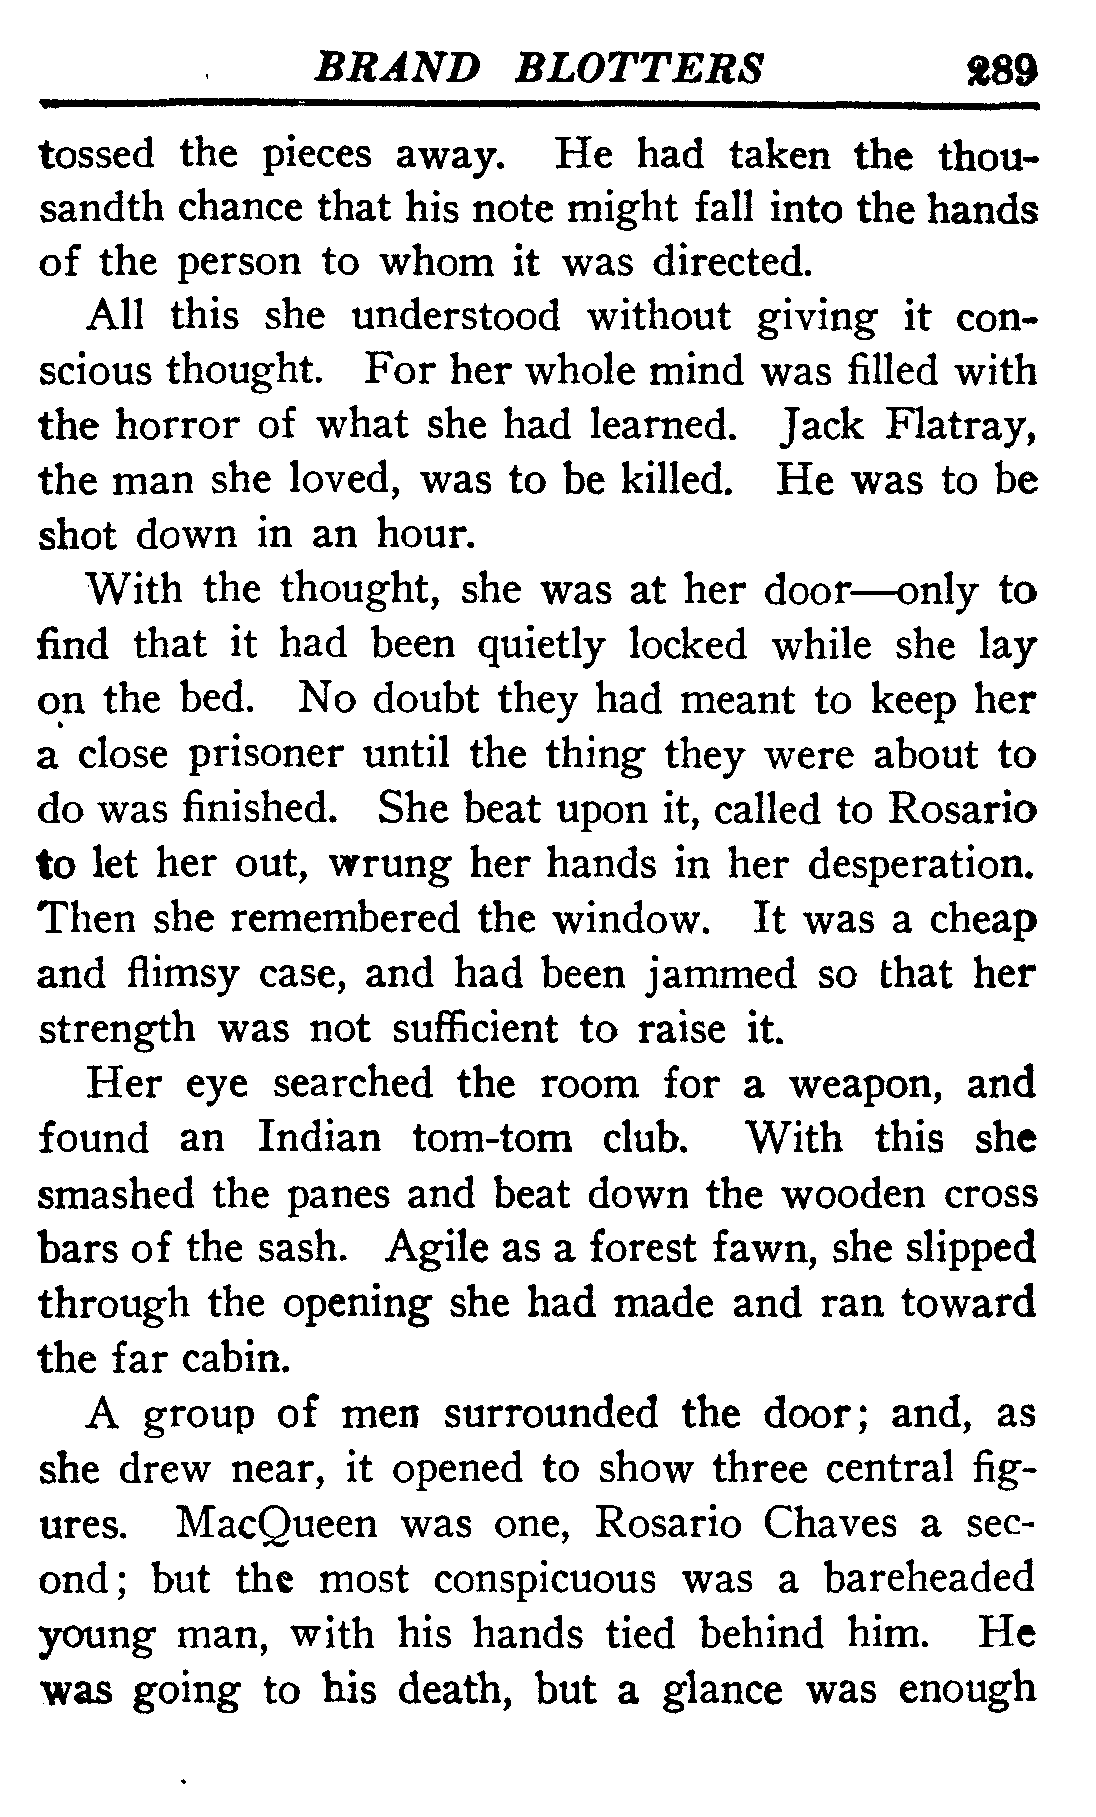 BRAND BLOTTERS 289
tossed the pieces away. He had taken the thou-
sandth chance that his note might fall into the hands
of the person to whom it was directed.
All this she understood without giving it con-
scious thought. For her whole mind was filled with
the horror of what she had learned. Jack Flatray,
the man she loved, was to be killed. He was to be
shot down in an hour.
With the thought, she was at her door—only to
find that it had been quietly locked while she lay
on the bed. No doubt they had meant to keep her
a close prisoner until the thing they were about to
do was finished. She beat upon it, called to Rosario
to let her out, wrung her hands in her desperation.
Then she remembered the window. It was a cheap
and flimsy case, and had been jammed so that her
strength was not sufficient to raise it.
Her eye searched the room for a weapon, and
found an Indian tom-tom club. With this she
smashed the panes and beat down the wooden cross
bars of the sash. Agile as a forest fawn, she slipped
through the opening she had made and ran toward
the far cabin.
A group of men surrounded the door; and, as
she drew near, it opened to show three central fig-
ures. MacQueen was one, Rosario Chaves a sec-
ond; but the most conspicuous was a bareheaded
young man, with his hands tied behind him. He
was going to his death, but a glance was enough